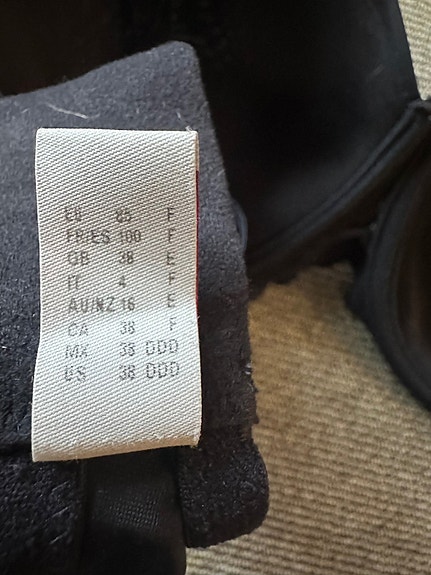 EU 85 F
FR/ES 100 F
GB 38 E
IT 4 F
AU/NZ 16 E
CA 38 F
MX 38 DDD
US 38 DDD